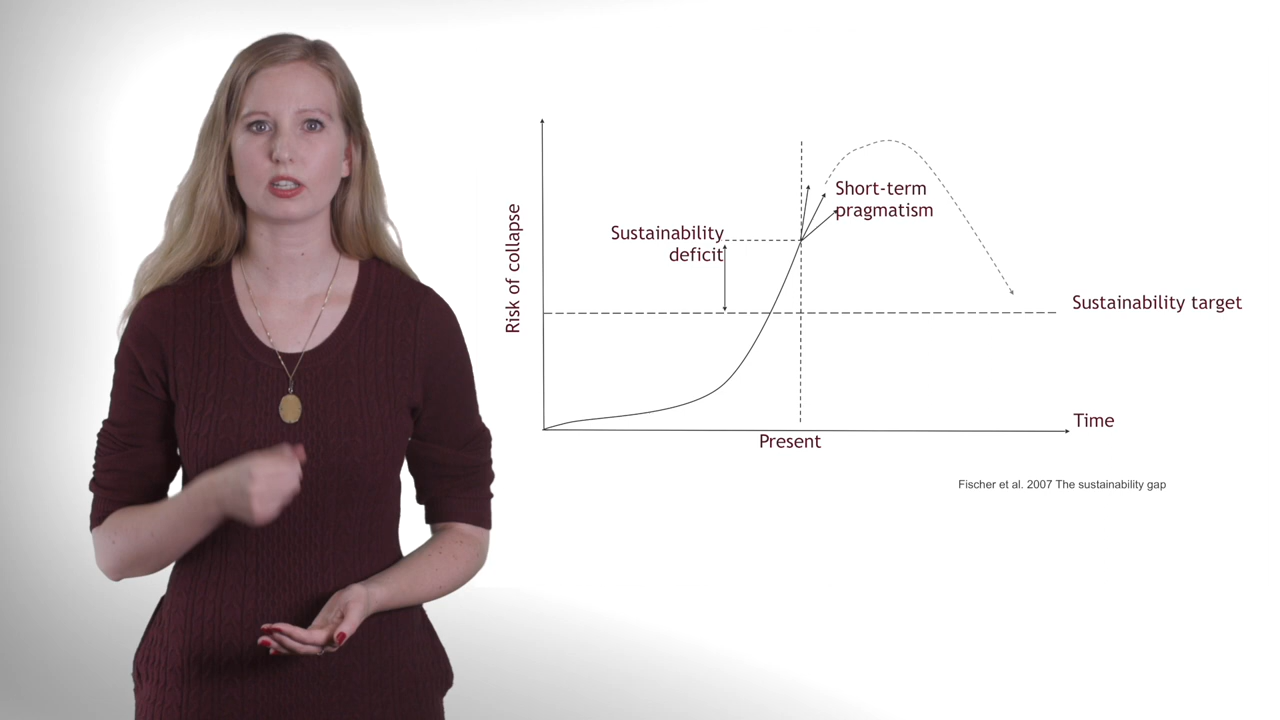 Risk of collapse
Sustainability
deficit
Short-term
pragmatism
Sustainability target
Time
Present
Fischer et al. 2007 The sustainability gap